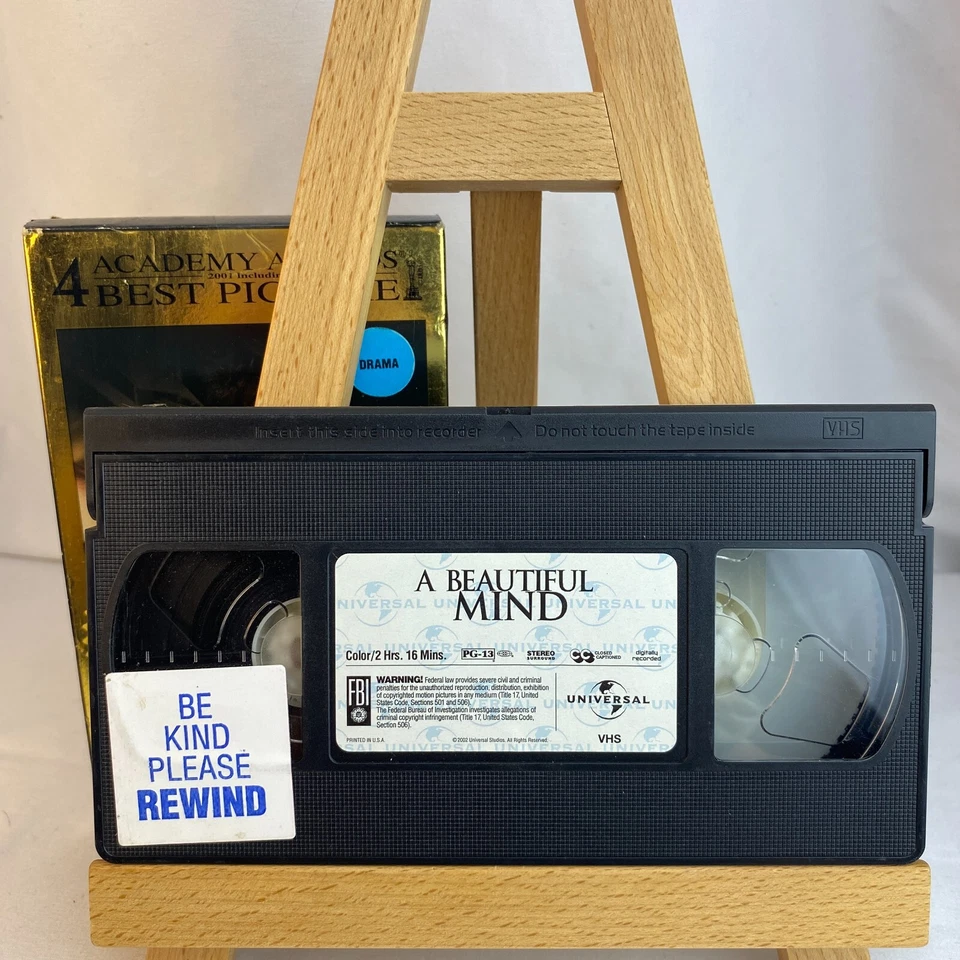 4 ACADEMY A DS
2001 Including
BEST PIC E
DRAMA
Insert this side into recorder Do not touch the tape inside VHS
A BEAUTIFUL
MIND
Color/2 Hrs. 16 Mins. PG-13 STEREO SURROUND CC CLOSED CAPTIONED digitally recorded
FBI
WARNING! Federal law provides severe civil and criminal
penalties for the unauthorized reproduction, distribution, exhibition
of copyrighted motion pictures in any medium (Title 17, United
States Code, Sections 501 and 506).
The Federal Bureau of Investigation investigates allegations of
criminal copyright infringement (Title 17, United States Code,
Section 506).
UNIVERSAL
PRINTED IN U.S.A. ©2002 Universal Studios. All Rights Reserved. VHS
BE
KIND
PLEASE
REWIND